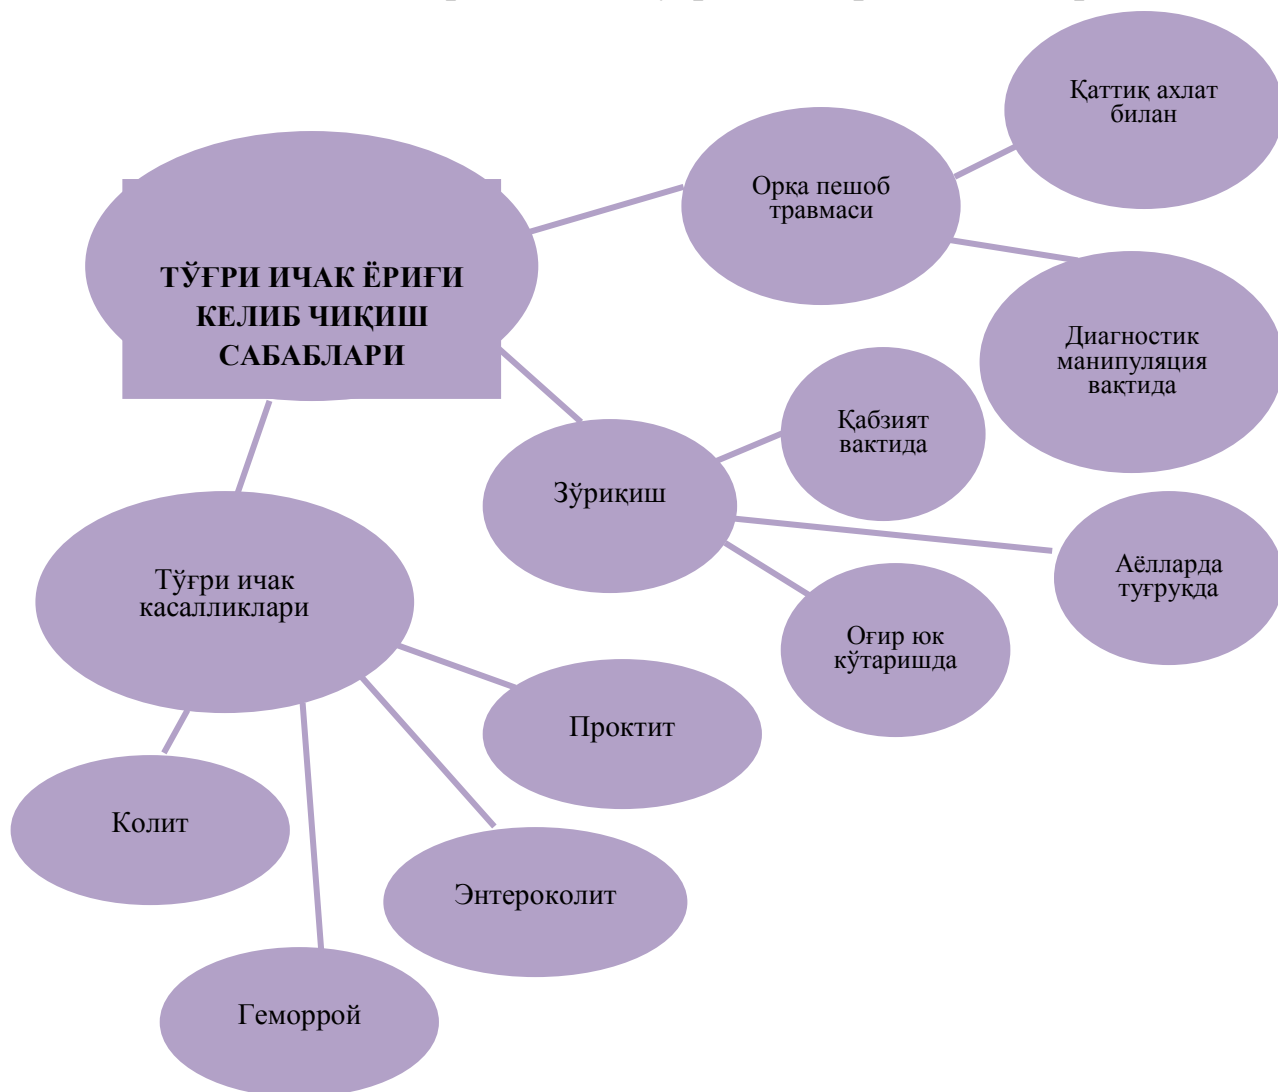 Қаттиқ ахлат
билан
Орқа пешоб
травмаси
ТЎҒРИ ИЧАК ЁРИҒИ
КЕЛИБ ЧИҚИШ
САБАБЛАРИ
Диагностик
манипуляция
вақтида
Қабзият
вактида
Зўриқиш
Аёлларда
туғруқда
Тўғри ичак
касалликлари
Оғир юк
кўтаришда
Проктит
Колит
Энтероколит
Геморрой